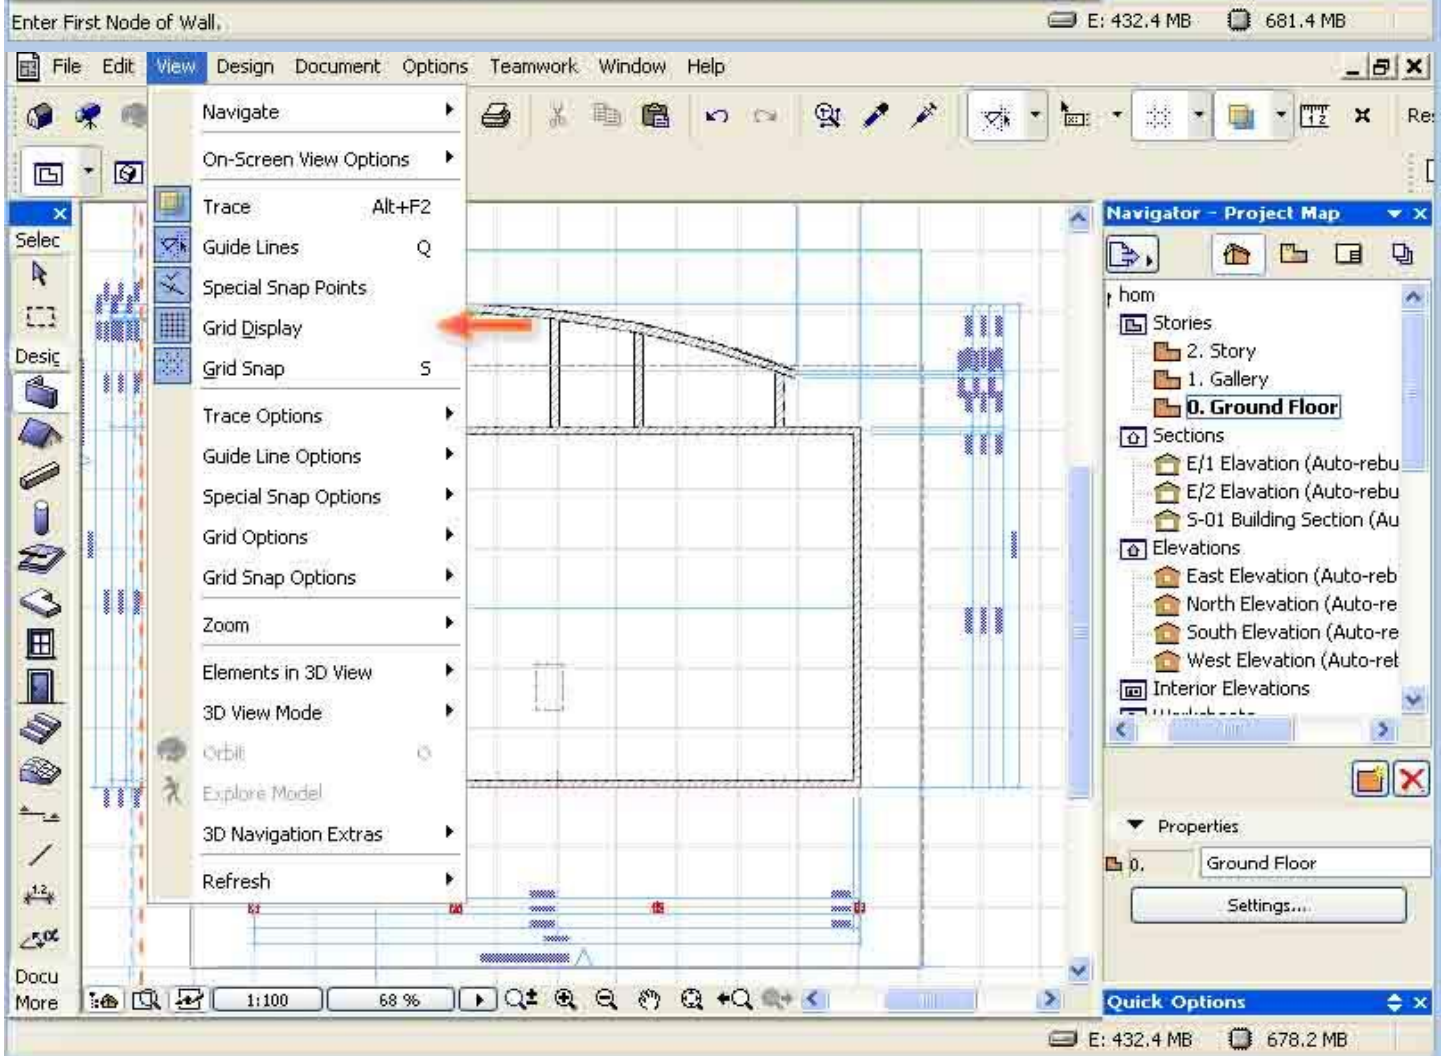 Enter First Node of Wall.
E: 432.4 MB
681.4 MB
File Edit View Design Document Options Teamwork Window Help
Navigate
On-Screen View Options
Trace Alt+F2
Guide Lines Q
Special Snap Points
Grid Display
Grid Snap S
Trace Options
Guide Line Options
Special Snap Options
Grid Options
Grid Snap Options
Zoom
Elements in 3D View
3D View Mode
Orbit O
Explore Model
3D Navigation Extras
Refresh
Re
Selec
Desig
Docu
More
Navigator - Project Map
hom
Stories
2. Story
1. Gallery
0. Ground Floor
Sections
E/1 Elavation (Auto-rebu
E/2 Elavation (Auto-rebu
S-01 Building Section (Au
Elevations
East Elevation (Auto-reb
North Elevation (Auto-re
South Elevation (Auto-re
West Elevation (Auto-reb
Interior Elevations
Properties
0. Ground Floor
Settings...
1:100
68 %
Quick Options
E: 432.4 MB
678.2 MB